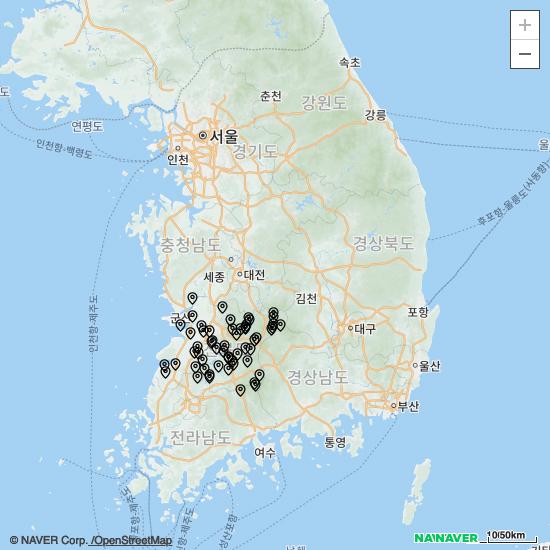 +
−
속초
춘천
강원도
강릉
도
연평도
서울
인천
경기도
울
인천항-백령도
후포항-울릉도(사동항)
충청남도
경상북도
세종
대전
김천
인천항-제주도
포항
대구
울산
경상남도
부산
전라남도
통영
여수
© NAVER Corp. /OpenStreetMap
NAVER
10/50km